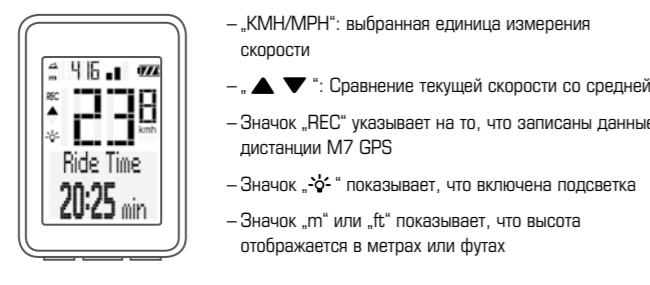 m 416
REC 238
kmh
Ride Time
20:25 min
– „KMH/MPH“: выбранная единица измерения
скорости
– „ ▲ ▼ “: Сравнение текущей скорости со средней
– Значок „REC“ указывает на то, что записаны данные
дистанции M7 GPS
– Значок „ “ показывает, что включена подсветка
– Значок „m“ или „ft“ показывает, что высота
отображается в метрах или футах